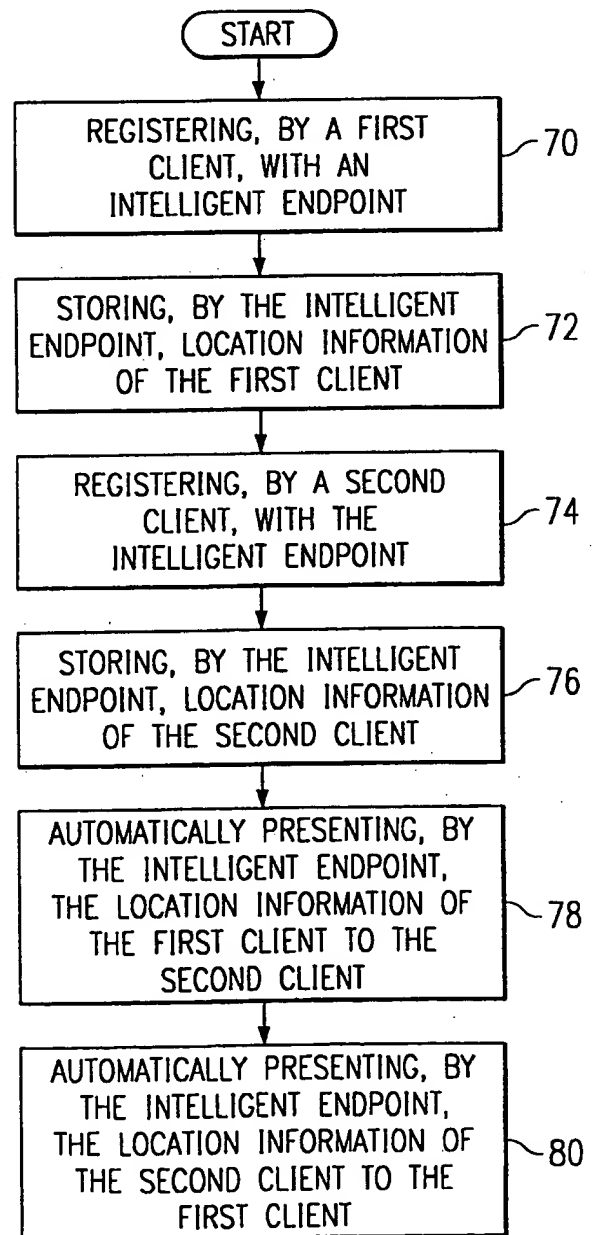 START
REGISTERING, BY A FIRST
CLIENT, WITH AN
INTELLIGENT ENDPOINT
70
STORING, BY THE INTELLIGENT
ENDPOINT, LOCATION INFORMATION
OF THE FIRST CLIENT
72
REGISTERING, BY A SECOND
CLIENT, WITH THE
INTELLIGENT ENDPOINT
74
STORING, BY THE INTELLIGENT
ENDPOINT, LOCATION INFORMATION
OF THE SECOND CLIENT
76
AUTOMATICALLY PRESENTING, BY
THE INTELLIGENT ENDPOINT,
THE LOCATION INFORMATION OF
THE FIRST CLIENT TO THE
SECOND CLIENT
78
AUTOMATICALLY PRESENTING, BY
THE INTELLIGENT ENDPOINT,
THE LOCATION INFORMATION OF
THE SECOND CLIENT TO THE
FIRST CLIENT
80